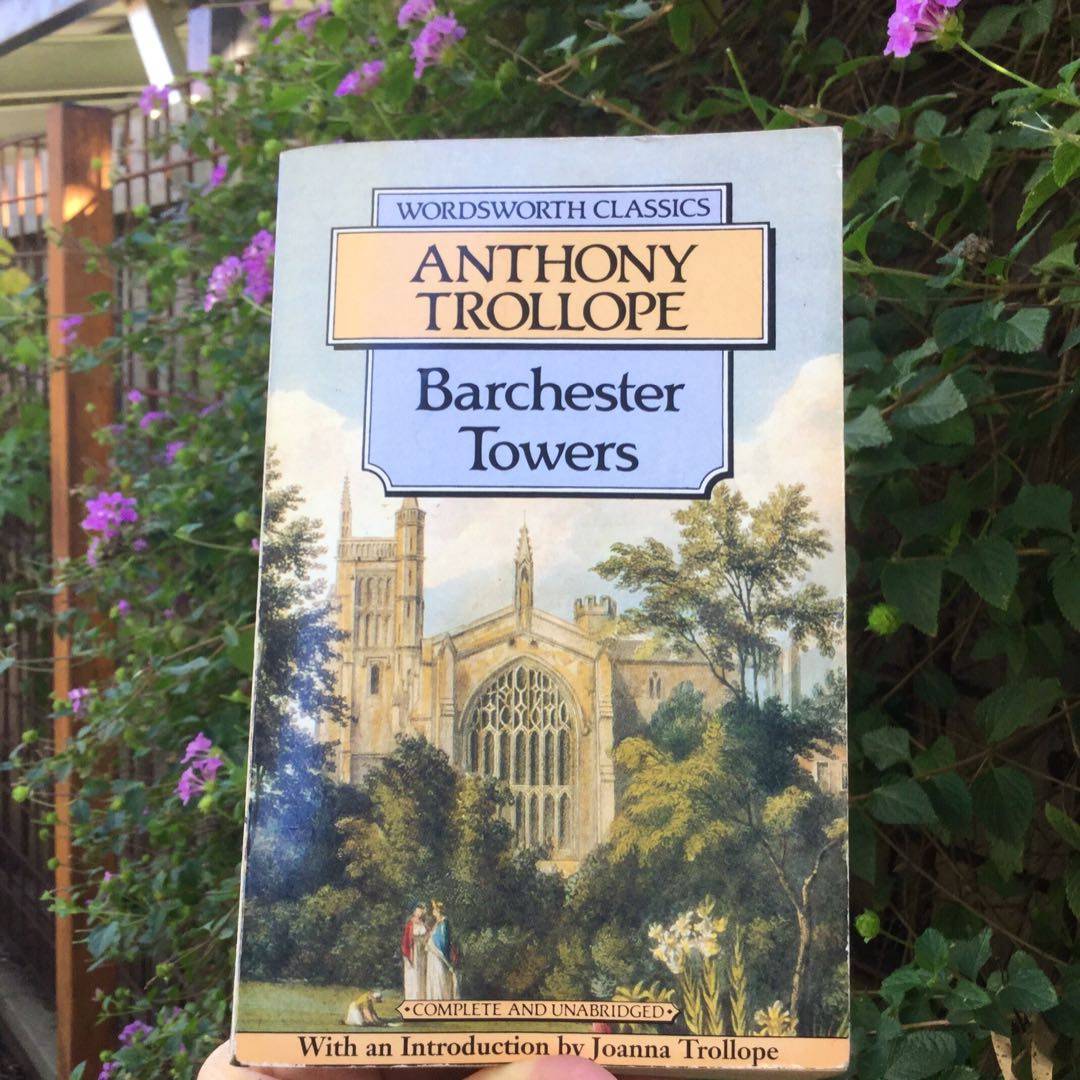 WORDSWORTH CLASSICS
ANTHONY
TROLLOPE
Barchester
Towers
COMPLETE AND UNABRIDGED
With an Introduction by Joanna Trollope